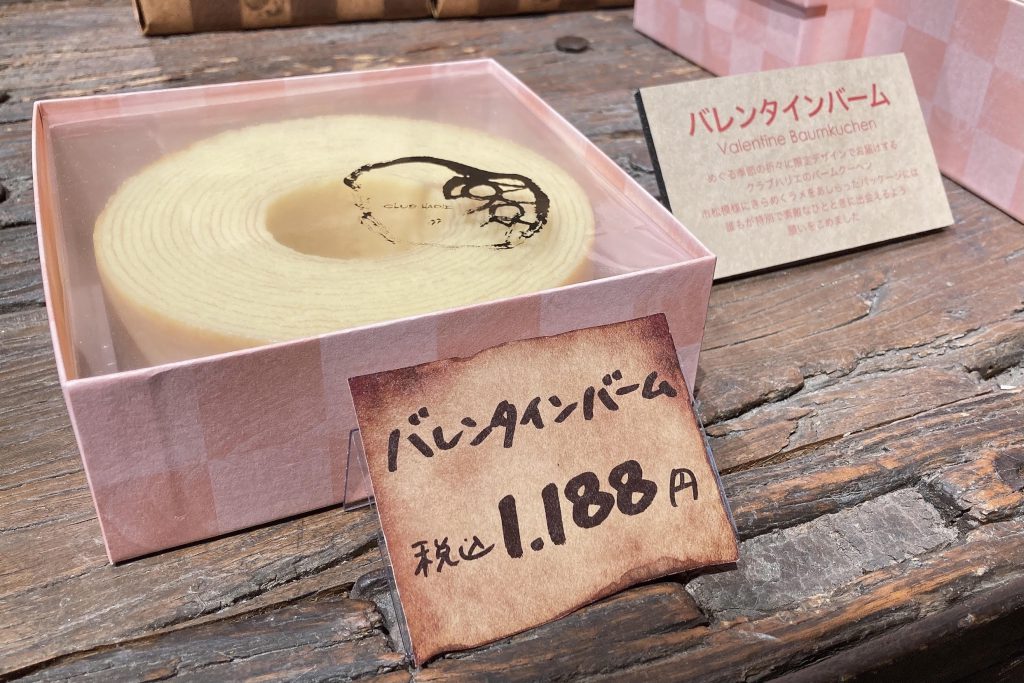 バレンタインバーム
Valentine Baumkuchen
めぐる季節の折々に限定デザインでお届けする
クラブハリエのバームクーヘン
市松模様にきらめくラメをあしらったパッケージには
誰もが特別で素敵なひとときに出会えるよう
願いをこめました
CLUB HARIE
バレンタインバーム
税込1.188円